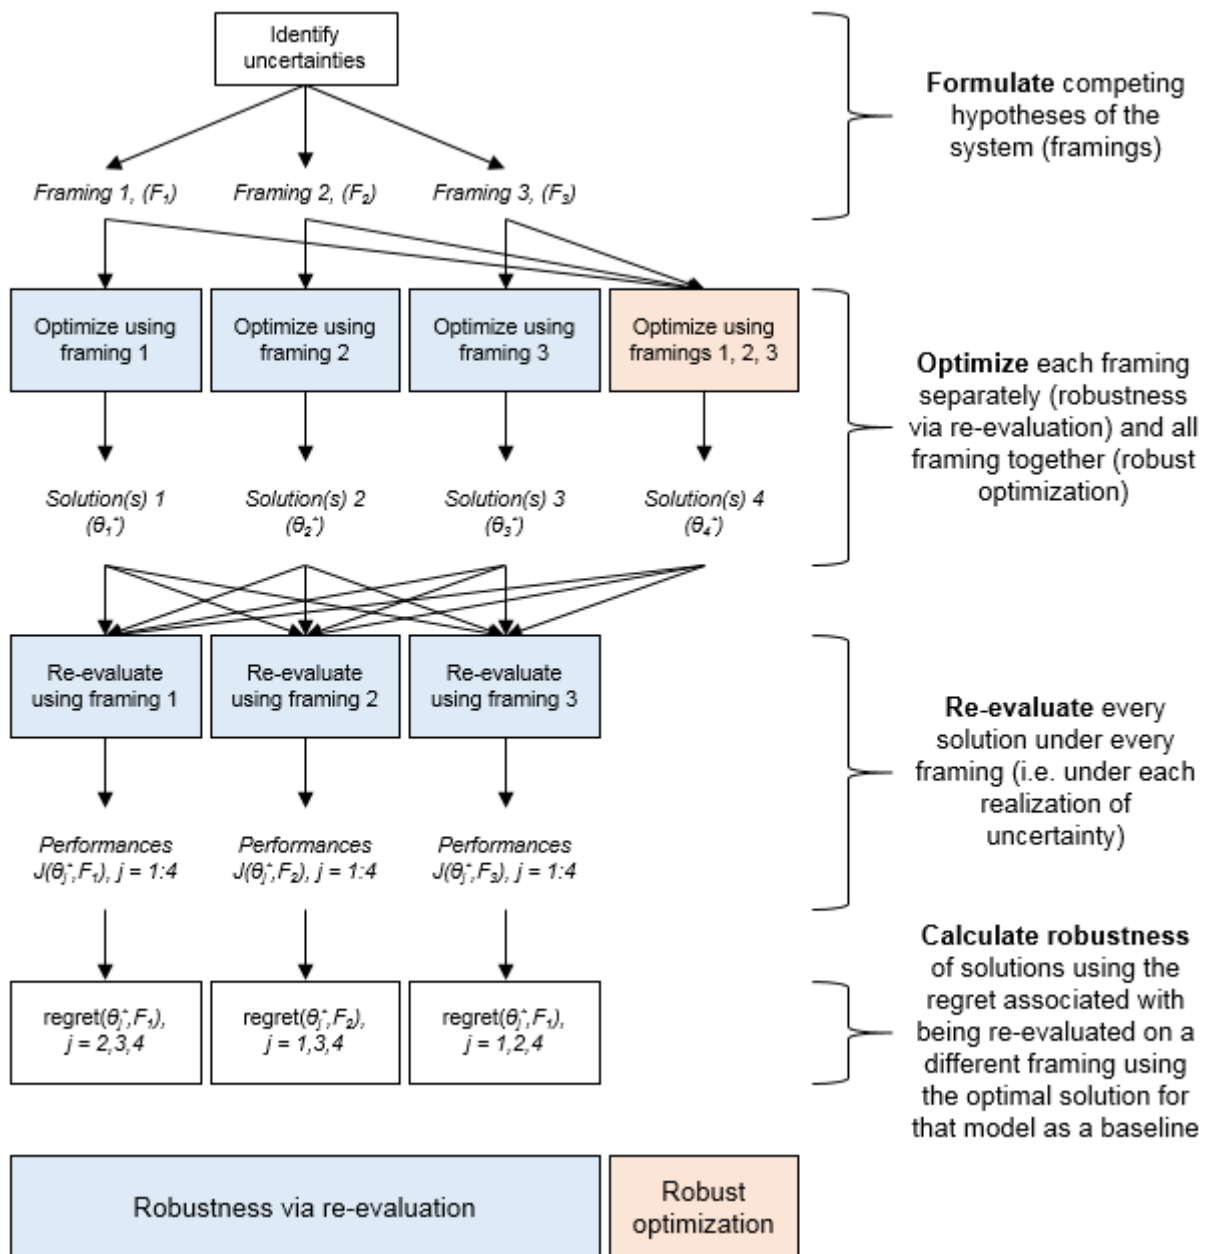 Identify
uncertainties
Formulate competing
hypotheses of the
system (framings)
Framing 1, (F₁)
Framing 2, (F₂)
Framing 3, (F₃)
Optimize using
framing 1
Optimize using
framing 2
Optimize using
framing 3
Optimize using
framings 1, 2, 3
Optimize each framing
separately (robustness
via re-evaluation) and all
framing together (robust
optimization)
Solution(s) 1
(θ₁*)
Solution(s) 2
(θ₂*)
Solution(s) 3
(θ₃*)
Solution(s) 4
(θ₄*)
Re-evaluate
using framing 1
Re-evaluate
using framing 2
Re-evaluate
using framing 3
Re-evaluate every
solution under every
framing (i.e. under each
realization of
uncertainty)
Performances
J(θⱼ*,F₁), j = 1:4
Performances
J(θⱼ*,F₂), j = 1:4
Performances
J(θⱼ*,F₃), j = 1:4
regret(θⱼ*,F₁),
j = 2,3,4
regret(θⱼ*,F₂),
j = 1,3,4
regret(θⱼ*,F₁),
j = 1,2,4
Calculate robustness
of solutions using the
regret associated with
being re-evaluated on a
different framing using
the optimal solution for
that model as a baseline
Robustness via re-evaluation
Robust
optimization